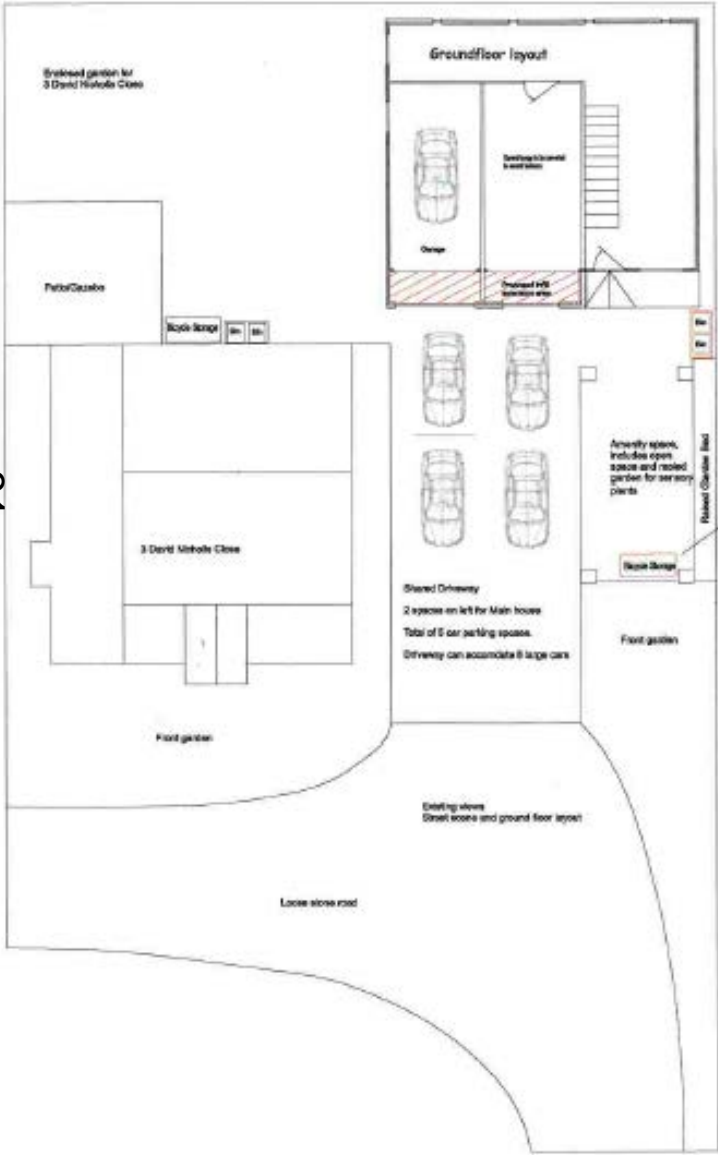 Groundfloor layout
Enclosed garden for
3 David Nicholls Close
Garage
Patio/Gazebo
Bicycle Storage
Bin
Bin
Bin
Bin
Amenity space,
includes open
space and raised
garden for sensory
plants
Raised Garden Bed
Bicycle Storage
3 David Nicholls Close
Shared Driveway
2 spaces on left for Main house
Total of 5 car parking spaces.
Driveway can accomdate 8 large cars
Front garden
Front garden
Existing views
Street scene and ground floor layout
Loose stone road